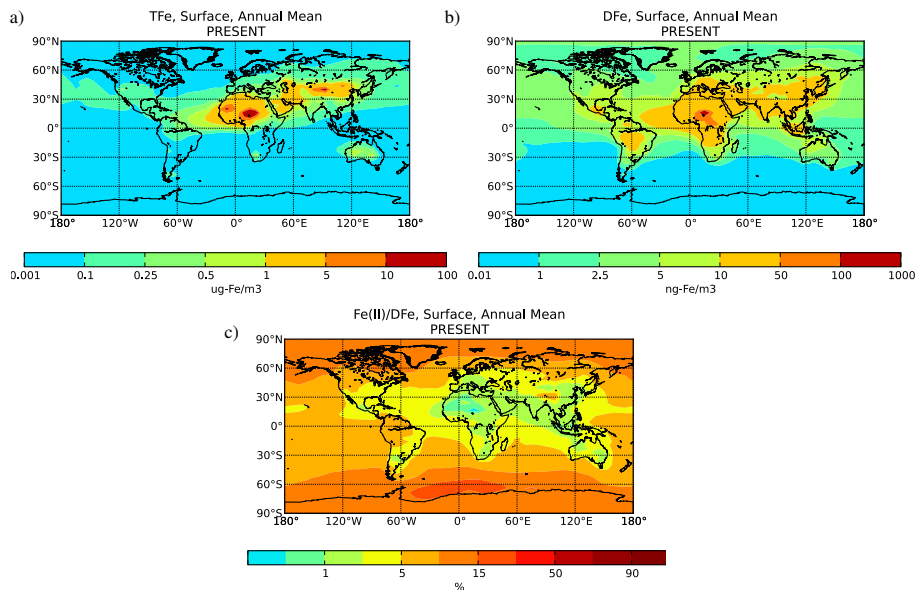 a)
TFe, Surface, Annual Mean
PRESENT
90°N
60°N
30°N
0°
30°S
60°S
90°S
180° 120°W 60°W 0° 60°E 120°E 180°
0.001 0.1 0.25 0.5 1 5 10 100
ug-Fe/m3
b)
DFe, Surface, Annual Mean
PRESENT
90°N
60°N
30°N
0°
30°S
60°S
90°S
180° 120°W 60°W 0° 60°E 120°E 180°
0.01 1 2.5 5 10 50 100 1000
ng-Fe/m3
c)
Fe(II)/DFe, Surface, Annual Mean
PRESENT
90°N
60°N
30°N
0°
30°S
60°S
90°S
180° 120°W 60°W 0° 60°E 120°E 180°
1 5 15 50 90
%